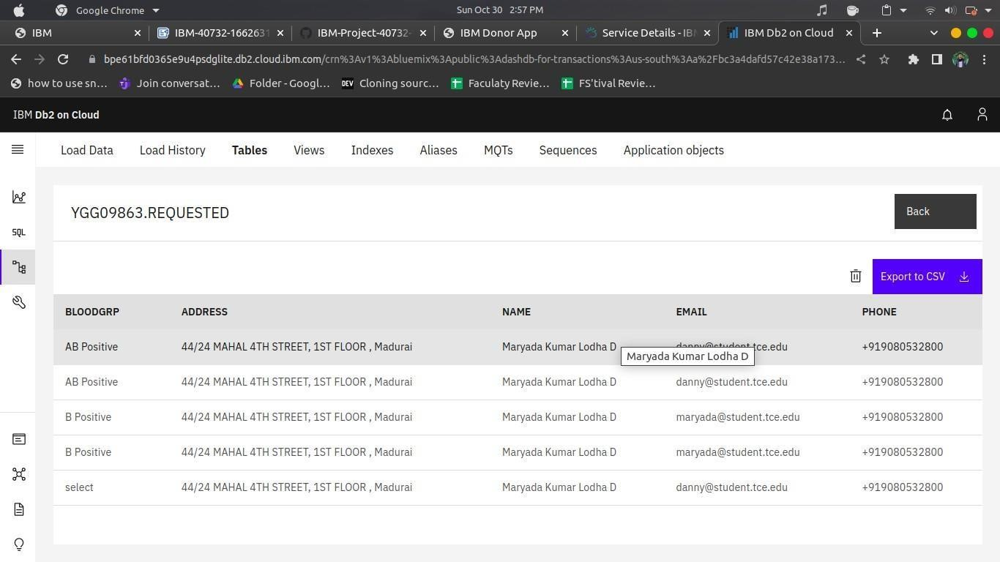 Google Chrome Sun Oct 30 2:57 PM
IBM IBM-40732-1662631 IBM-Project-40732- IBM Donor App Service Details - IBM IBM Db2 on Cloud
bpe61bfd0365e9u4psdglite.db2.cloud.ibm.com/crn%3Av1%3Abluemix%3Apublic%3Adashdb-for-transactions%3Aus-south%3Aa%2Fbc3a4dafd57c42e38a173...
how to use sn... Join conversat... Folder - Googl... DEV Cloning sourc... Faculaty Revie... FS'tival Revie...
IBM Db2 on Cloud
Load Data Load History Tables Views Indexes Aliases MQTs Sequences Application objects
YGG09863.REQUESTED Back
SQL
Export to CSV
BLOODGRP ADDRESS NAME EMAIL PHONE
AB Positive 44/24 MAHAL 4TH STREET, 1ST FLOOR , Madurai Maryada Kumar Lodha D danny@student.tce.edu +919080532800
Maryada Kumar Lodha D
AB Positive 44/24 MAHAL 4TH STREET, 1ST FLOOR , Madurai Maryada Kumar Lodha D danny@student.tce.edu +919080532800
B Positive 44/24 MAHAL 4TH STREET, 1ST FLOOR , Madurai Maryada Kumar Lodha D maryada@student.tce.edu +919080532800
B Positive 44/24 MAHAL 4TH STREET, 1ST FLOOR , Madurai Maryada Kumar Lodha D maryada@student.tce.edu +919080532800
select 44/24 MAHAL 4TH STREET, 1ST FLOOR , Madurai Maryada Kumar Lodha D danny@student.tce.edu +919080532800